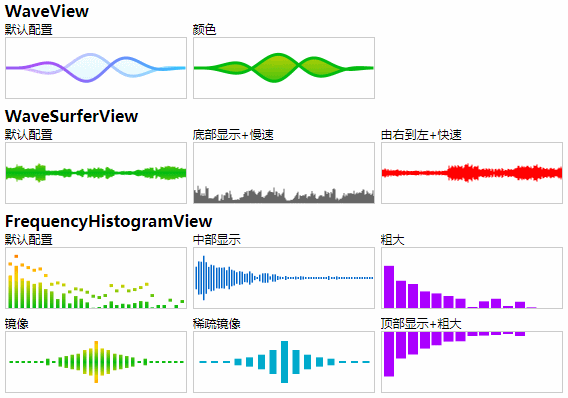 WaveView
默认配置 颜色
WaveSurferView
默认配置 底部显示+慢速 由右到左+快速
FrequencyHistogramView
默认配置 中部显示 粗大
镜像 稀疏镜像 顶部显示+粗大